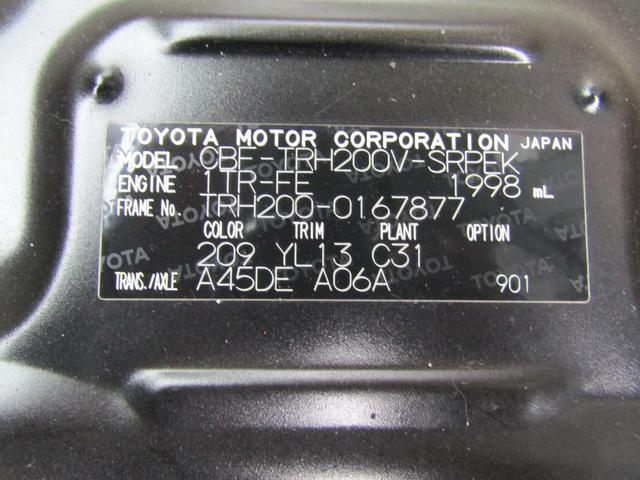 TOYOTA MOTOR CORPORATION JAPAN
MODEL CBF-TRH200V-SRPEK
ENGINE 1TR-FE 1998 mL
FRAME No. TRH200-0167877
COLOR TRIM PLANT OPTION
209 YL13 C31
TRANS./AXLE A45DE A06A 901